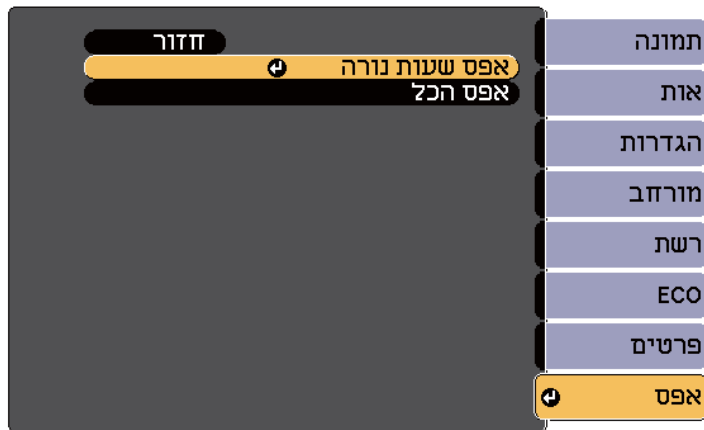 תמונה
אות
הגדרות
מורחב
רשת
ECO
פרטים
אפס
חזור
אפס שעות נורה
אפס הכל